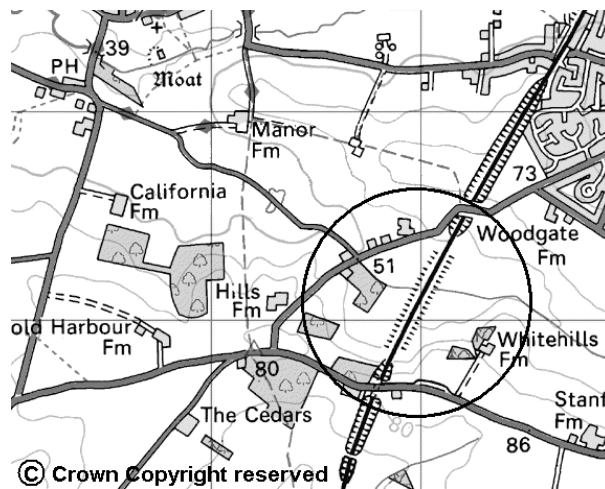 39
PH
Moat
Manor
Fm
73
California
Fm
Woodgate
Fm
51
Hills
Fm
old Harbour
Fm
Whitehills
Fm
80
The Cedars
Stanf
Fm
86
© Crown Copyright reserved